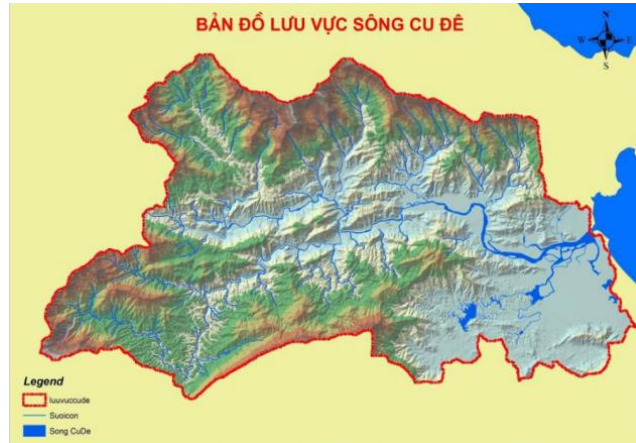 BẢN ĐỒ LƯU VỰC SÔNG CU ĐÊ
N
W E
S
Legend
luuvuccude
Suoicon
Song CuDe